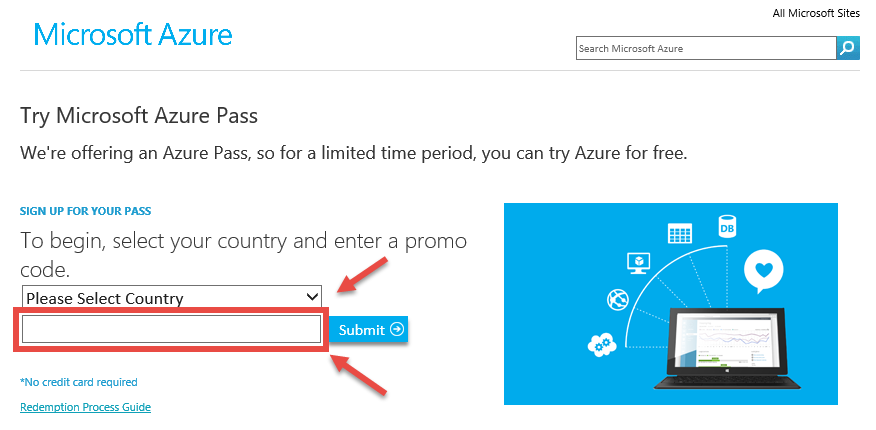 All Microsoft Sites
Microsoft Azure
Search Microsoft Azure
Try Microsoft Azure Pass
We're offering an Azure Pass, so for a limited time period, you can try Azure for free.
SIGN UP FOR YOUR PASS
To begin, select your country and enter a promo
code.
Please Select Country
Submit
*No credit card required
Redemption Process Guide
DB